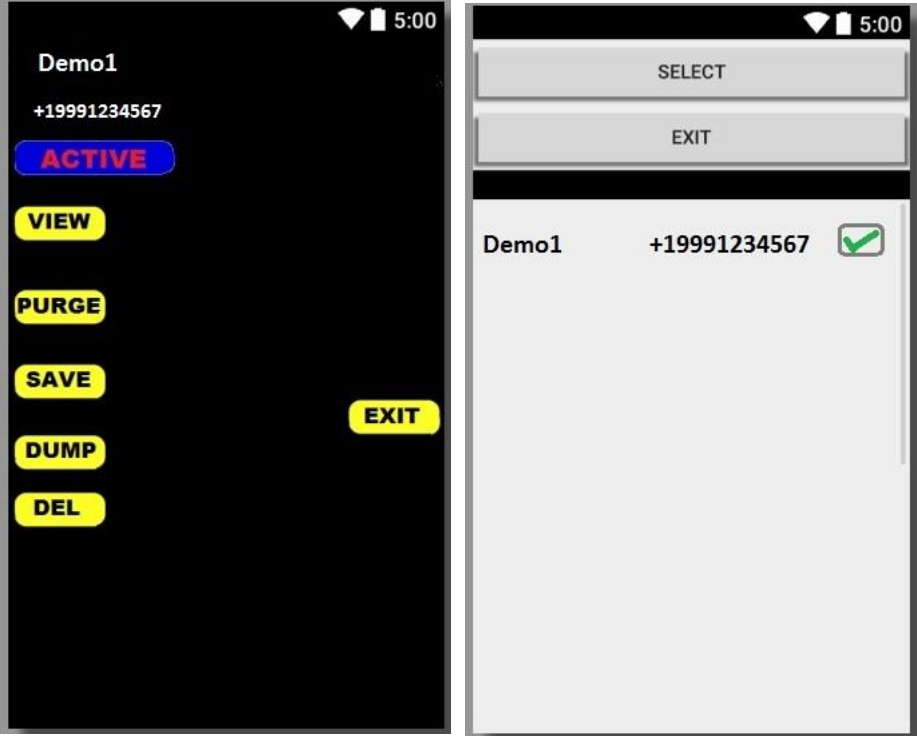 5:00
Demo1
+19991234567
ACTIVE
VIEW
PURGE
SAVE
EXIT
DUMP
DEL
5:00
SELECT
EXIT
Demo1 +19991234567